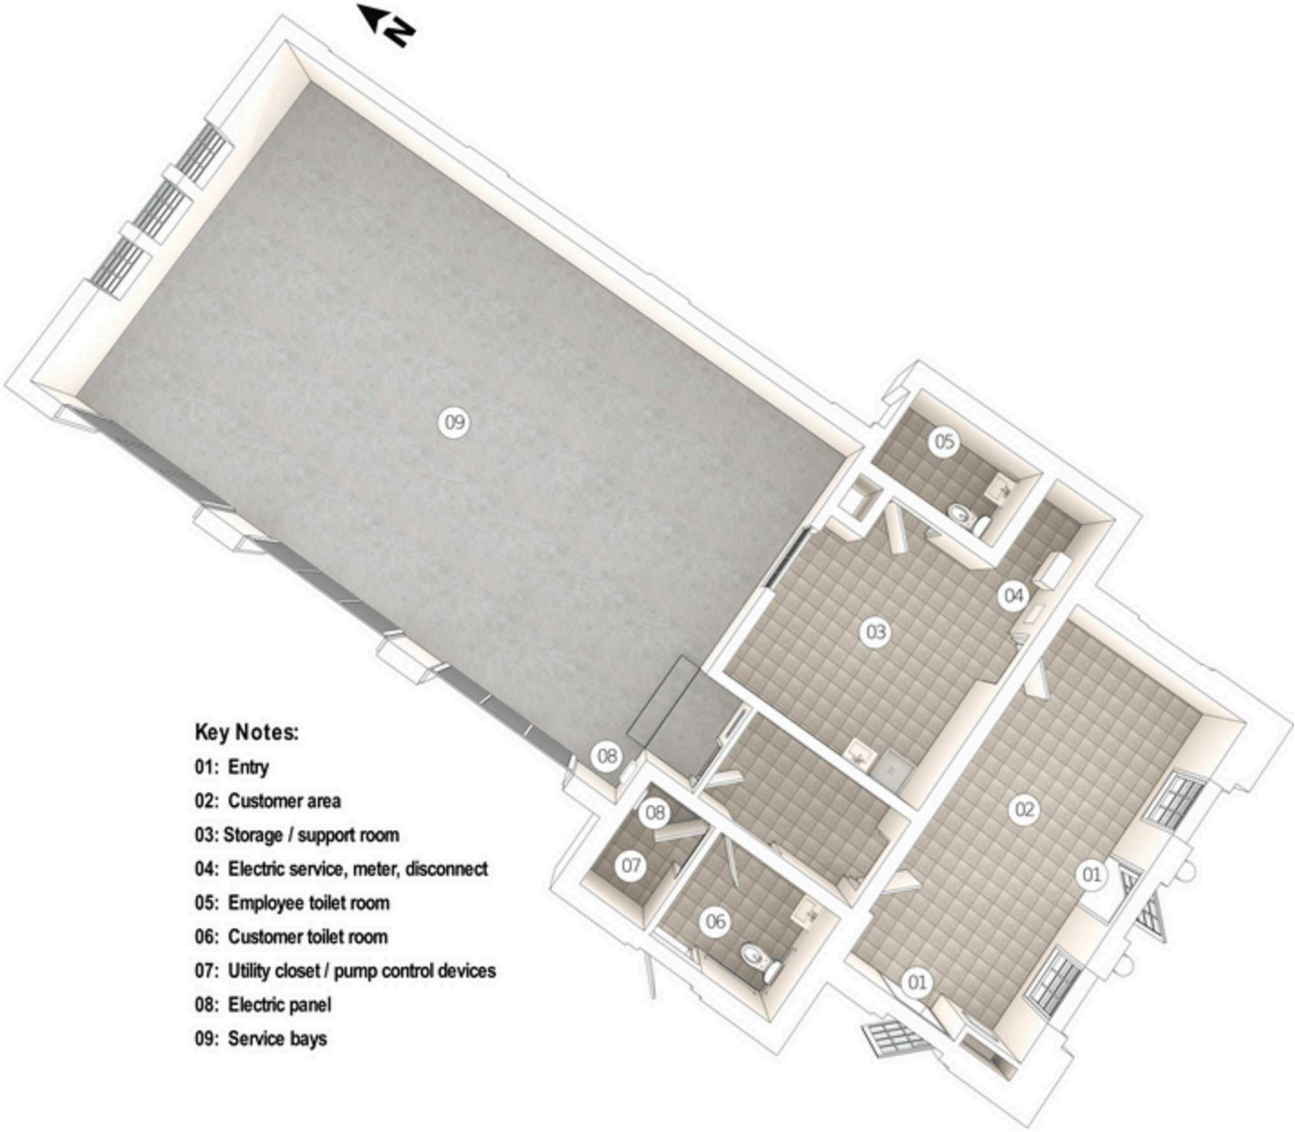 N
09
05
04
03
08
02
08
07
01
06
01
Key Notes:
01: Entry
02: Customer area
03: Storage / support room
04: Electric service, meter, disconnect
05: Employee toilet room
06: Customer toilet room
07: Utility closet / pump control devices
08: Electric panel
09: Service bays